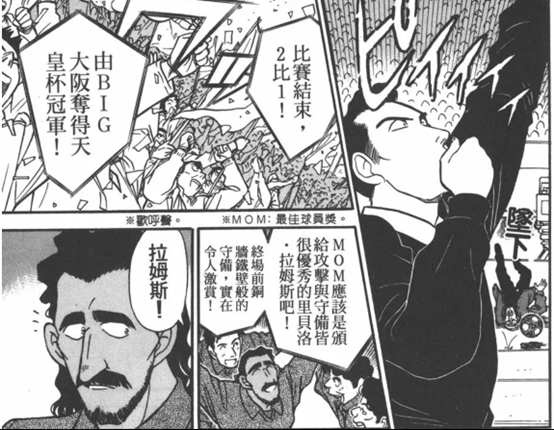 ピィィィ
比賽結束，
2比1！
由BIG
大阪奪得天
皇杯冠軍！
※歡呼聲。
※MOM：最佳球員獎。
墜下
MOM應該是頒
給攻擊與守備皆
很優秀的里貝洛
．拉姆斯吧！
終場前銅
牆鐵壁般的
守備，實在
令人激賞！
拉姆斯！